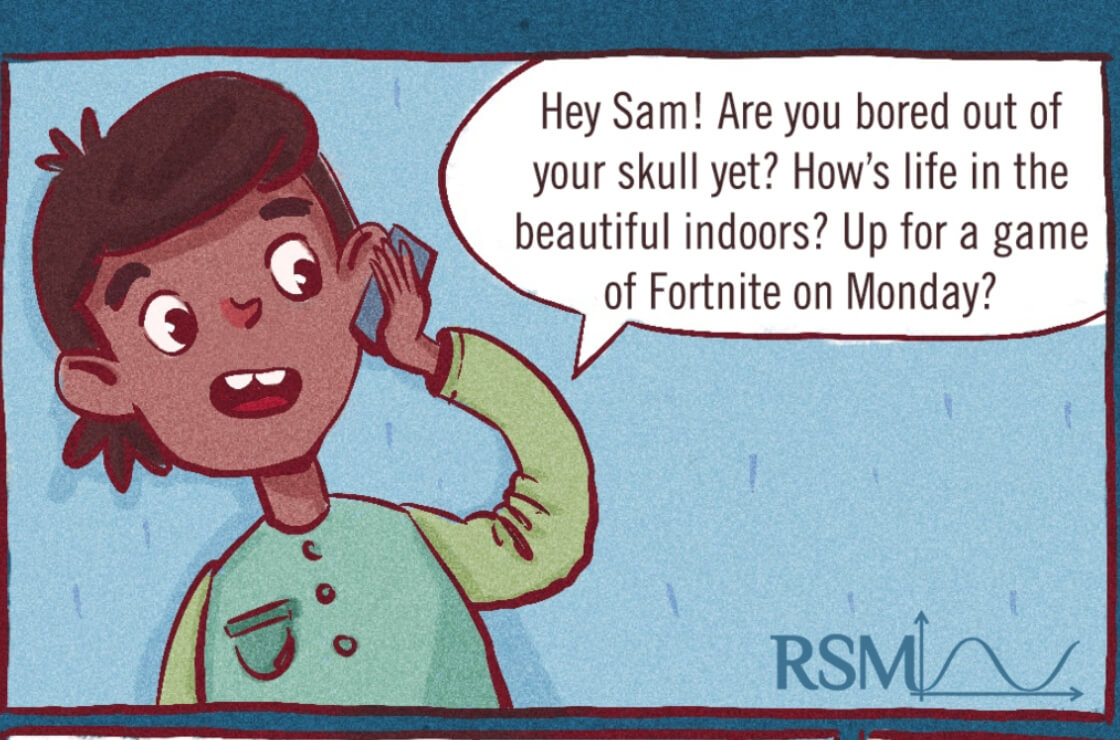 Hey Sam! Are you bored out of
your skull yet? How's life in the
beautiful indoors? Up for a game
of Fortnite on Monday?
RSM